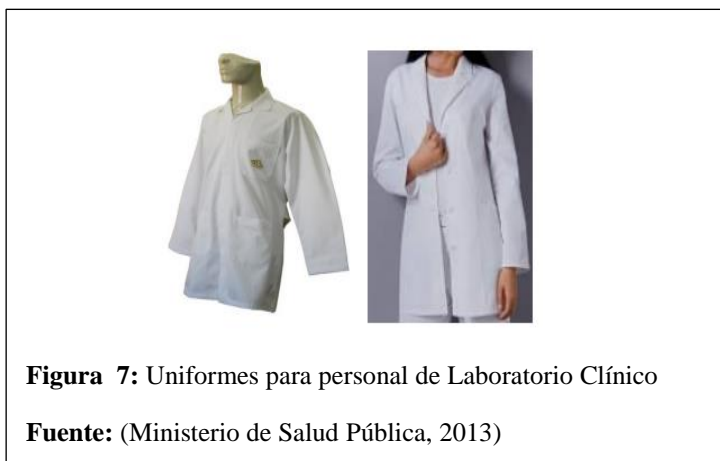 Figura 7: Uniformes para personal de Laboratorio Clínico
Fuente: (Ministerio de Salud Pública, 2013)